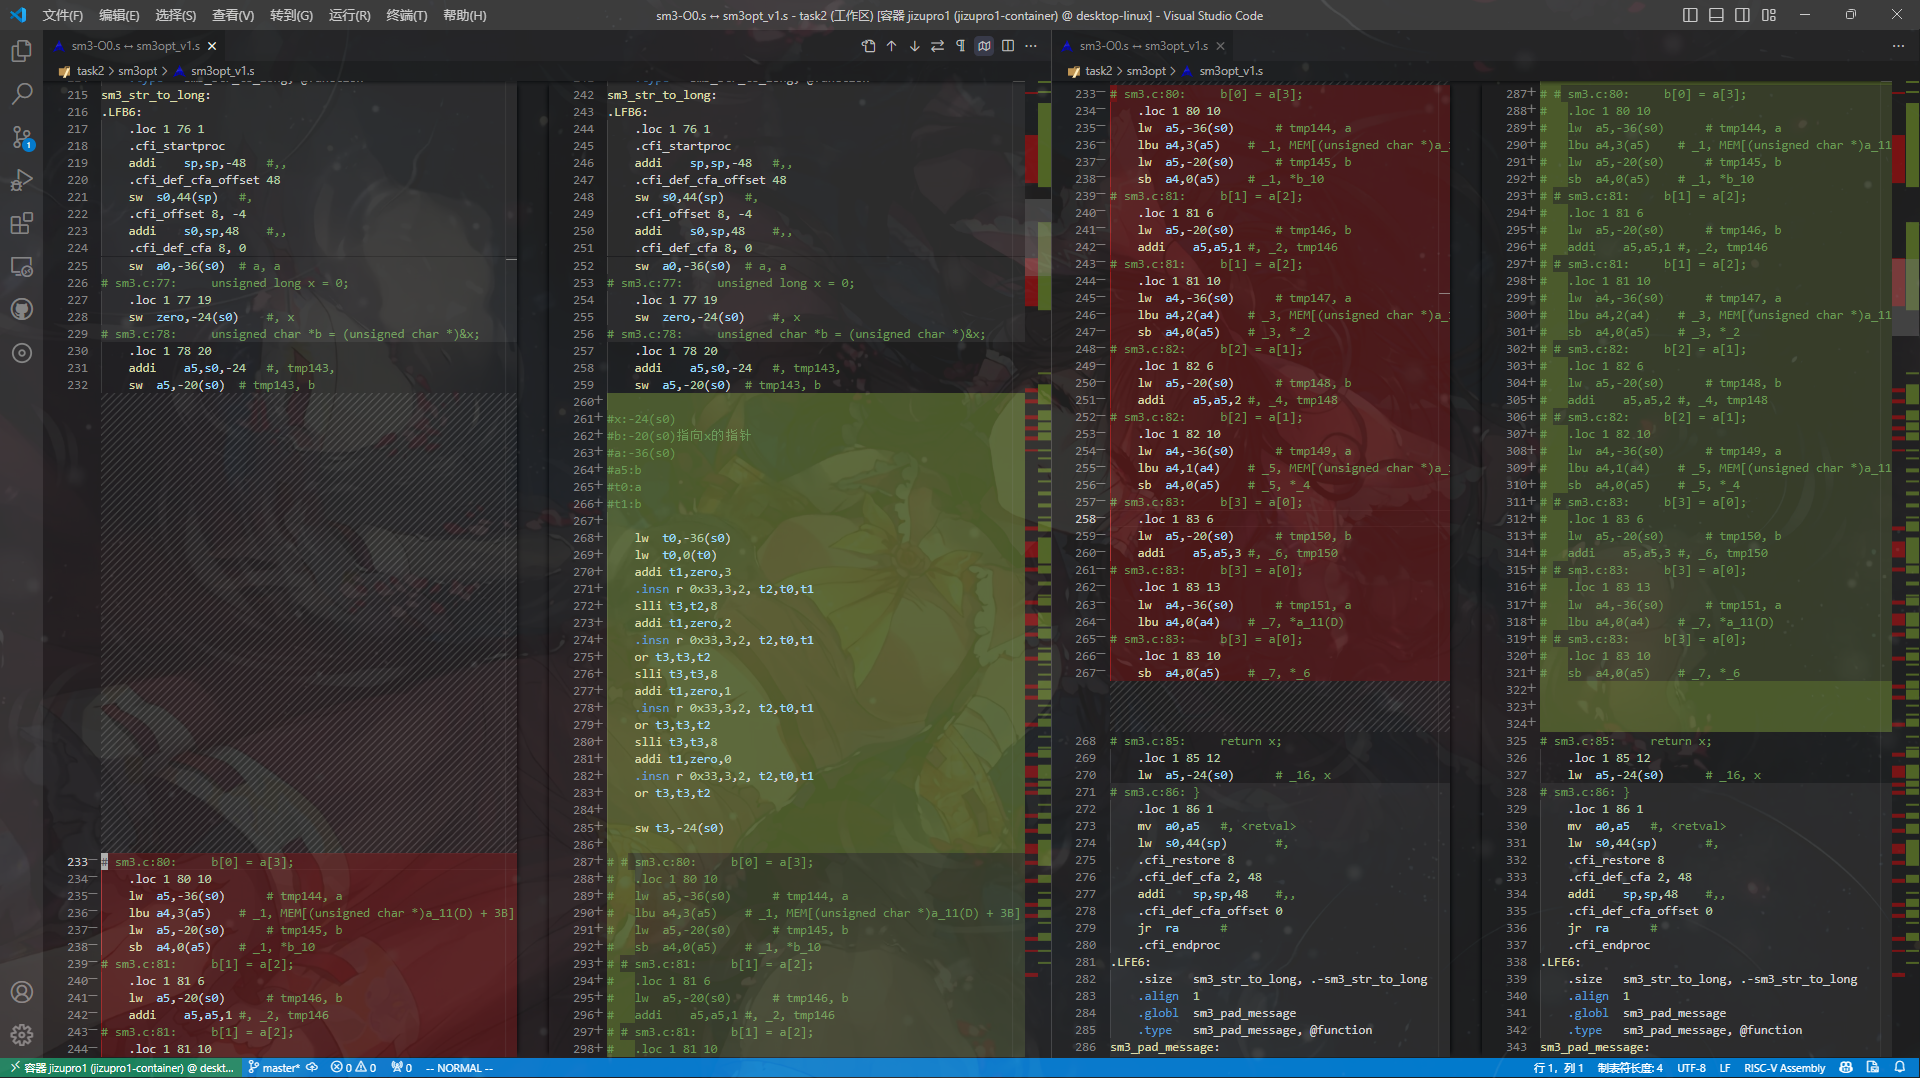 文件(F) 编辑(E) 选择(S) 查看(V) 转到(G) 运行(R) 终端(T) 帮助(H)
sm3-O0.s ↔ sm3opt_v1.s - task2 (工作区) [容器 jizupro1 (jizupro1-container) @ desktop-linux] - Visual Studio Code
sm3-O0.s ↔ sm3opt_v1.s
task2 > sm3opt > sm3opt_v1.s
215 sm3_str_to_long:
216 .LFB6:
217 .loc 1 76 1
218 .cfi_startproc
219 addi sp,sp,-48 #,,
220 .cfi_def_cfa_offset 48
221 sw s0,44(sp) #,
222 .cfi_offset 8, -4
223 addi s0,sp,48 #,,
224 .cfi_def_cfa 8, 0
225 sw a0,-36(s0) # a, a
226 # sm3.c:77: unsigned long x = 0;
227 .loc 1 77 19
228 sw zero,-24(s0) #, x
229 # sm3.c:78: unsigned char *b = (unsigned char *)&x;
230 .loc 1 78 20
231 addi a5,s0,-24 #, tmp143,
232 sw a5,-20(s0) # tmp143, b
233− # sm3.c:80: b[0] = a[3];
234− .loc 1 80 10
235− lw a5,-36(s0) # tmp144, a
236− lbu a4,3(a5) # _1, MEM[(unsigned char *)a_11(D) + 3B]
237− lw a5,-20(s0) # tmp145, b
238− sb a4,0(a5) # _1, *b_10
239− # sm3.c:81: b[1] = a[2];
240− .loc 1 81 6
241− lw a5,-20(s0) # tmp146, b
242− addi a5,a5,1 #, _2, tmp146
243− # sm3.c:81: b[1] = a[2];
244− .loc 1 81 10
242 sm3_str_to_long:
243 .LFB6:
244 .loc 1 76 1
245 .cfi_startproc
246 addi sp,sp,-48 #,,
247 .cfi_def_cfa_offset 48
248 sw s0,44(sp) #,
249 .cfi_offset 8, -4
250 addi s0,sp,48 #,,
251 .cfi_def_cfa 8, 0
252 sw a0,-36(s0) # a, a
253 # sm3.c:77: unsigned long x = 0;
254 .loc 1 77 19
255 sw zero,-24(s0) #, x
256 # sm3.c:78: unsigned char *b = (unsigned char *)&x;
257 .loc 1 78 20
258 addi a5,s0,-24 #, tmp143,
259 sw a5,-20(s0) # tmp143, b
260+
261+ #x:-24(s0)
262+ #b:-20(s0)指向x的指针
263+ #a:-36(s0)
264+ #a5:b
265+ #t0:a
266+ #t1:b
267+
268+ lw t0,-36(s0)
269+ lw t0,0(t0)
270+ addi t1,zero,3
271+ .insn r 0x33,3,2, t2,t0,t1
272+ slli t3,t2,8
273+ addi t1,zero,2
274+ .insn r 0x33,3,2, t2,t0,t1
275+ or t3,t3,t2
276+ slli t3,t3,8
277+ addi t1,zero,1
278+ .insn r 0x33,3,2, t2,t0,t1
279+ or t3,t3,t2
280+ slli t3,t3,8
281+ addi t1,zero,0
282+ .insn r 0x33,3,2, t2,t0,t1
283+ or t3,t3,t2
284+
285+ sw t3,-24(s0)
286+
287+ # # sm3.c:80: b[0] = a[3];
288+ # .loc 1 80 10
289+ # lw a5,-36(s0) # tmp144, a
290+ # lbu a4,3(a5) # _1, MEM[(unsigned char *)a_11(D) + 3B]
291+ # lw a5,-20(s0) # tmp145, b
292+ # sb a4,0(a5) # _1, *b_10
293+ # # sm3.c:81: b[1] = a[2];
294+ # .loc 1 81 6
295+ # lw a5,-20(s0) # tmp146, b
296+ # addi a5,a5,1 #, _2, tmp146
297+ # # sm3.c:81: b[1] = a[2];
298+ # .loc 1 81 10
sm3-O0.s ↔ sm3opt_v1.s
task2 > sm3opt > sm3opt_v1.s
233− # sm3.c:80: b[0] = a[3];
234− .loc 1 80 10
235− lw a5,-36(s0) # tmp144, a
236− lbu a4,3(a5) # _1, MEM[(unsigned char *)a_
237− lw a5,-20(s0) # tmp145, b
238− sb a4,0(a5) # _1, *b_10
239− # sm3.c:81: b[1] = a[2];
240− .loc 1 81 6
241− lw a5,-20(s0) # tmp146, b
242− addi a5,a5,1 #, _2, tmp146
243− # sm3.c:81: b[1] = a[2];
244− .loc 1 81 10
245− lw a4,-36(s0) # tmp147, a
246− lbu a4,2(a4) # _3, MEM[(unsigned char *)a_
247− sb a4,0(a5) # _3, *_2
248− # sm3.c:82: b[2] = a[1];
249− .loc 1 82 6
250− lw a5,-20(s0) # tmp148, b
251− addi a5,a5,2 #, _4, tmp148
252− # sm3.c:82: b[2] = a[1];
253− .loc 1 82 10
254− lw a4,-36(s0) # tmp149, a
255− lbu a4,1(a4) # _5, MEM[(unsigned char *)a_
256− sb a4,0(a5) # _5, *_4
257− # sm3.c:83: b[3] = a[0];
258− .loc 1 83 6
259− lw a5,-20(s0) # tmp150, b
260− addi a5,a5,3 #, _6, tmp150
261− # sm3.c:83: b[3] = a[0];
262− .loc 1 83 13
263− lw a4,-36(s0) # tmp151, a
264− lbu a4,0(a4) # _7, *a_11(D)
265− # sm3.c:83: b[3] = a[0];
266− .loc 1 83 10
267− sb a4,0(a5) # _7, *_6
268 # sm3.c:85: return x;
269 .loc 1 85 12
270 lw a5,-24(s0) # _16, x
271 # sm3.c:86: }
272 .loc 1 86 1
273 mv a0,a5 #, <retval>
274 lw s0,44(sp) #,
275 .cfi_restore 8
276 .cfi_def_cfa 2, 48
277 addi sp,sp,48 #,,
278 .cfi_def_cfa_offset 0
279 jr ra #
280 .cfi_endproc
281 .LFE6:
282 .size sm3_str_to_long, .-sm3_str_to_long
283 .align 1
284 .globl sm3_pad_message
285 .type sm3_pad_message, @function
286 sm3_pad_message:
287+ # # sm3.c:80: b[0] = a[3];
288+ # .loc 1 80 10
289+ # lw a5,-36(s0) # tmp144, a
290+ # lbu a4,3(a5) # _1, MEM[(unsigned char *)a_11
291+ # lw a5,-20(s0) # tmp145, b
292+ # sb a4,0(a5) # _1, *b_10
293+ # # sm3.c:81: b[1] = a[2];
294+ # .loc 1 81 6
295+ # lw a5,-20(s0) # tmp146, b
296+ # addi a5,a5,1 #, _2, tmp146
297+ # # sm3.c:81: b[1] = a[2];
298+ # .loc 1 81 10
299+ # lw a4,-36(s0) # tmp147, a
300+ # lbu a4,2(a4) # _3, MEM[(unsigned char *)a_11
301+ # sb a4,0(a5) # _3, *_2
302+ # # sm3.c:82: b[2] = a[1];
303+ # .loc 1 82 6
304+ # lw a5,-20(s0) # tmp148, b
305+ # addi a5,a5,2 #, _4, tmp148
306+ # # sm3.c:82: b[2] = a[1];
307+ # .loc 1 82 10
308+ # lw a4,-36(s0) # tmp149, a
309+ # lbu a4,1(a4) # _5, MEM[(unsigned char *)a_11
310+ # sb a4,0(a5) # _5, *_4
311+ # # sm3.c:83: b[3] = a[0];
312+ # .loc 1 83 6
313+ # lw a5,-20(s0) # tmp150, b
314+ # addi a5,a5,3 #, _6, tmp150
315+ # # sm3.c:83: b[3] = a[0];
316+ # .loc 1 83 13
317+ # lw a4,-36(s0) # tmp151, a
318+ # lbu a4,0(a4) # _7, *a_11(D)
319+ # # sm3.c:83: b[3] = a[0];
320+ # .loc 1 83 10
321+ # sb a4,0(a5) # _7, *_6
322+
323+
324+
325 # sm3.c:85: return x;
326 .loc 1 85 12
327 lw a5,-24(s0) # _16, x
328 # sm3.c:86: }
329 .loc 1 86 1
330 mv a0,a5 #, <retval>
331 lw s0,44(sp) #,
332 .cfi_restore 8
333 .cfi_def_cfa 2, 48
334 addi sp,sp,48 #,,
335 .cfi_def_cfa_offset 0
336 jr ra #
337 .cfi_endproc
338 .LFE6:
339 .size sm3_str_to_long, .-sm3_str_to_long
340 .align 1
341 .globl sm3_pad_message
342 .type sm3_pad_message, @function
343 sm3_pad_message:
容器 jizupro1 (jizupro1-container) @ deskt... master* 0 0 0 -- NORMAL -- 行 1，列 1 制表符长度: 4 UTF-8 LF RISC-V Assembly